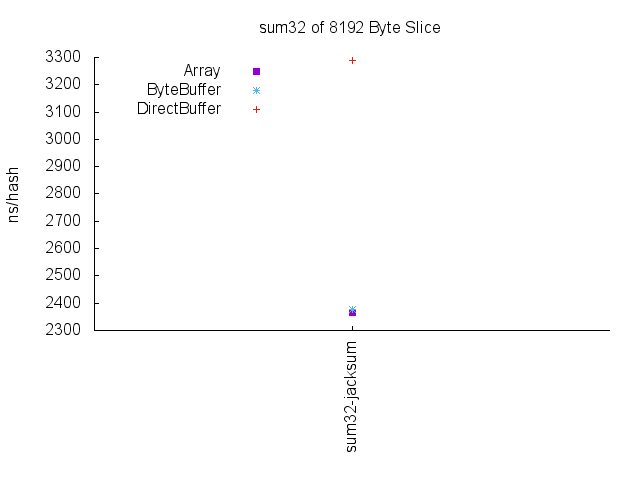 sum32 of 8192 Byte Slice
3300
3200
3100
3000
2900
2800
2700
2600
2500
2400
2300
ns/hash
Array
ByteBuffer
DirectBuffer
sum32-jacksum